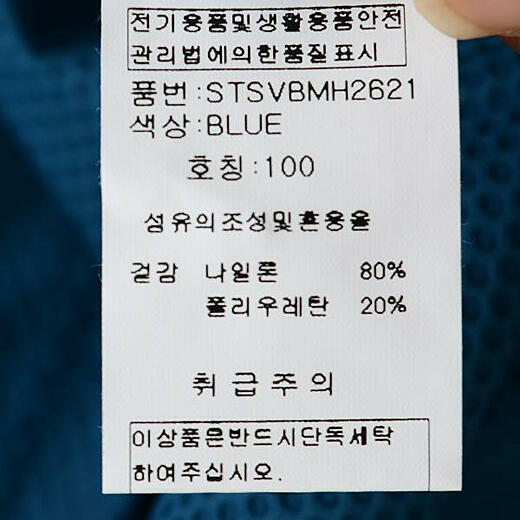 전기용품및생활용품안전
관리법에의한품질표시
품번:STSVBMH2621
색상:BLUE
호칭:100
섬유의조성및혼용율
겉감 나일론 80%
폴리우레탄 20%
취급주의
이상품은반드시단독세탁
하여주십시오.